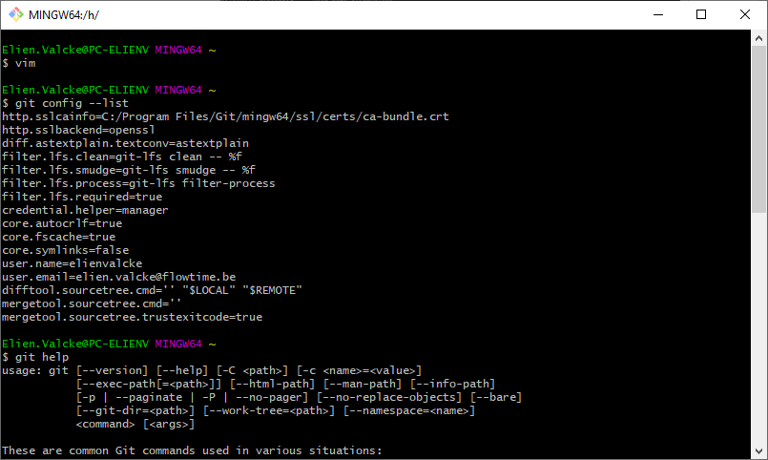 MINGW64:/h/
Elien.Valcke@PC-ELIENV MINGW64 ~
$ vim
Elien.Valcke@PC-ELIENV MINGW64 ~
$ git config --list
http.sslcainfo=C:/Program Files/Git/mingw64/ssl/certs/ca-bundle.crt
http.sslbackend=openssl
diff.astextplain.textconv=astextplain
filter.lfs.clean=git-lfs clean -- %f
filter.lfs.smudge=git-lfs smudge -- %f
filter.lfs.process=git-lfs filter-process
filter.lfs.required=true
credential.helper=manager
core.autocrlf=true
core.fscache=true
core.symlinks=false
user.name=elienvalcke
user.email=elien.valcke@flowtime.be
difftool.sourcetree.cmd='' "$LOCAL" "$REMOTE"
mergetool.sourcetree.cmd=''
mergetool.sourcetree.trustexitcode=true
Elien.Valcke@PC-ELIENV MINGW64 ~
$ git help
usage: git [--version] [--help] [-C <path>] [-c <name>=<value>]
           [--exec-path[=<path>]] [--html-path] [--man-path] [--info-path]
           [-p | --paginate | -P | --no-pager] [--no-replace-objects] [--bare]
           [--git-dir=<path>] [--work-tree=<path>] [--namespace=<name>]
           <command> [<args>]
These are common Git commands used in various situations: